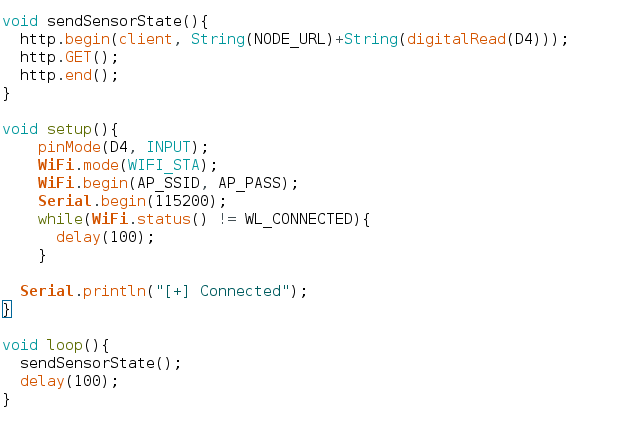 void sendSensorState(){
  http.begin(client, String(NODE_URL)+String(digitalRead(D4)));
  http.GET();
  http.end();
}

void setup(){
    pinMode(D4, INPUT);
    WiFi.mode(WIFI_STA);
    WiFi.begin(AP_SSID, AP_PASS);
    Serial.begin(115200);
    while(WiFi.status() != WL_CONNECTED){
      delay(100);
    }

  Serial.println("[+] Connected");
}

void loop(){
  sendSensorState();
  delay(100);
}